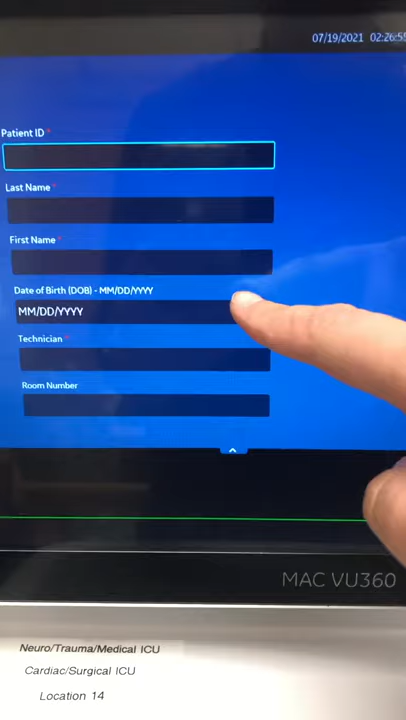 07/19/2021 02:26:55
Patient ID *
Last Name *
First Name *
Date of Birth (DOB) - MM/DD/YYYY
MM/DD/YYYY
Technician *
Room Number
MAC VU360
Neuro/Trauma/Medical ICU
Cardiac/Surgical ICU
Location 14